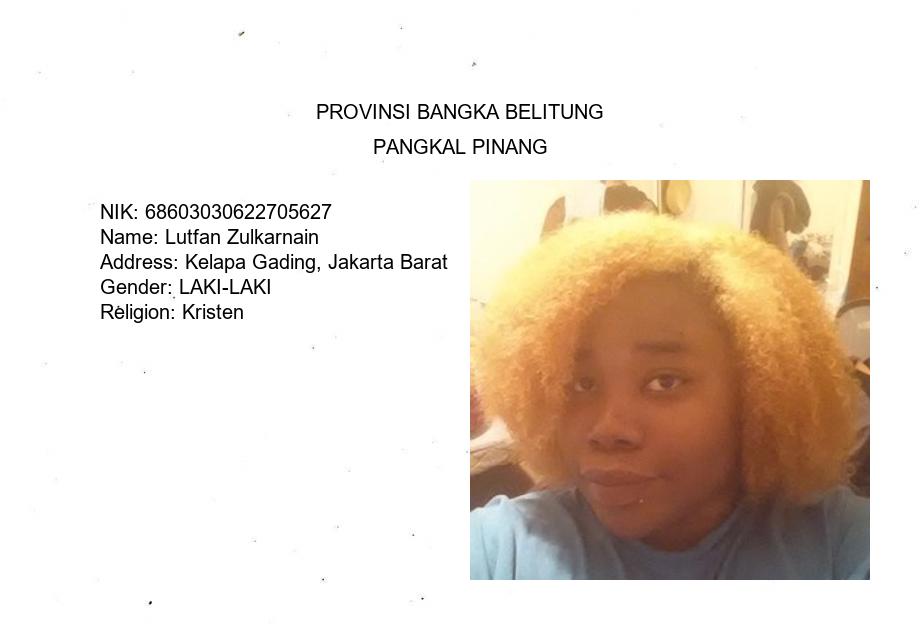 PROVINSI BANGKA BELITUNG
PANGKAL PINANG
NIK: 68603030622705627
Name: Lutfan Zulkarnain
Address: Kelapa Gading, Jakarta Barat
Gender: LAKI-LAKI
Religion: Kristen